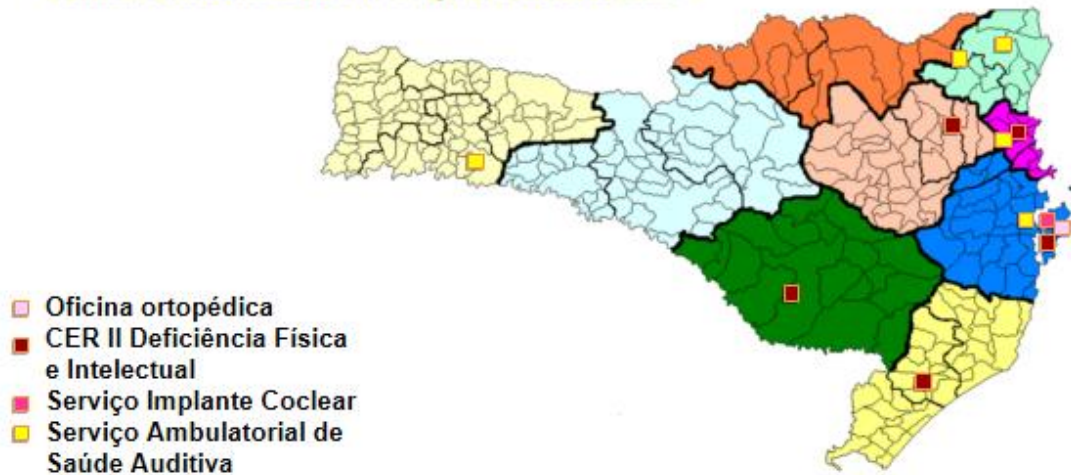 Oficina ortopédica
CER II Deficiência Física
e Intelectual
Serviço Implante Coclear
Serviço Ambulatorial de
Saúde Auditiva